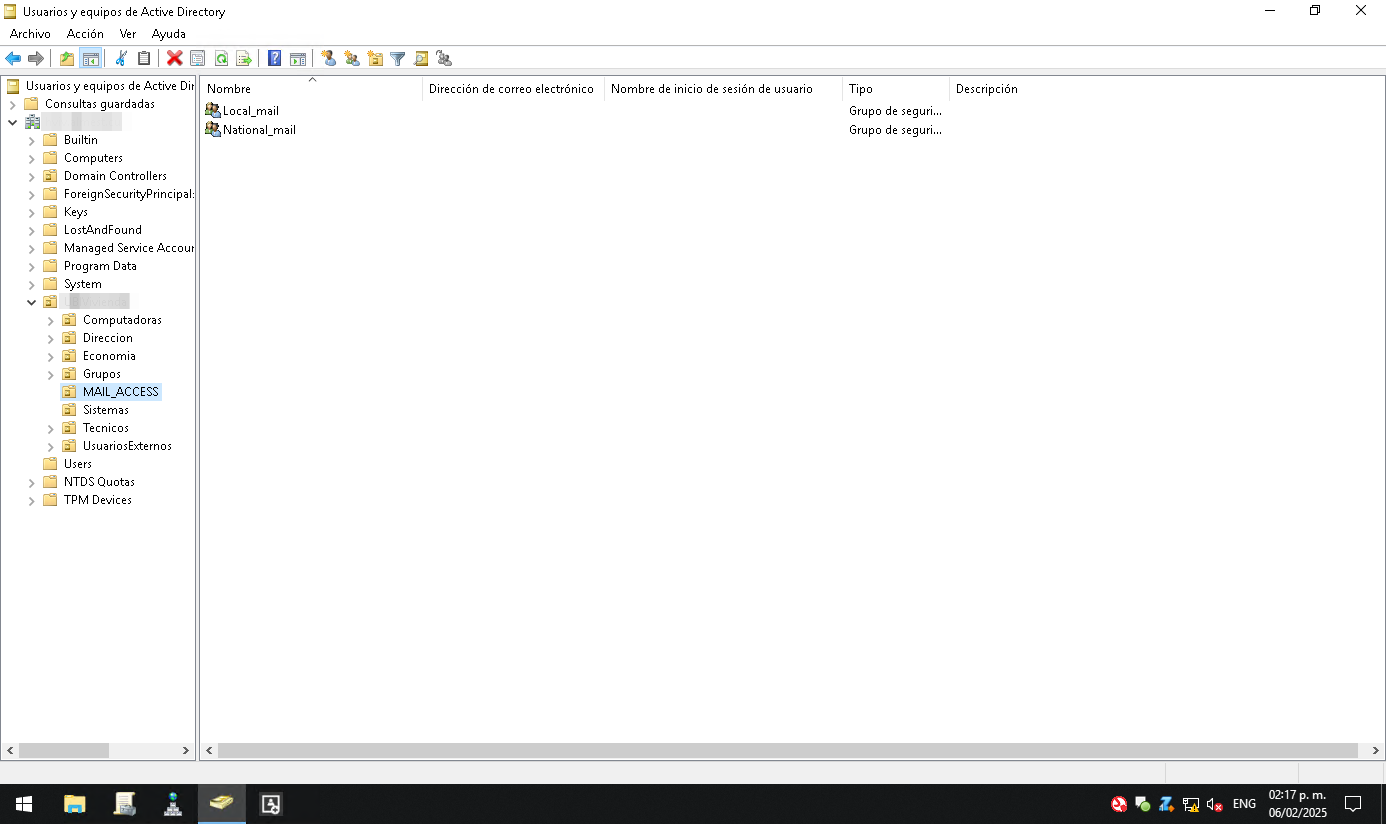 Usuarios y equipos de Active Directory
Archivo Acción Ver Ayuda
Usuarios y equipos de Active Dir
Consultas guardadas
Builtin
Computers
Domain Controllers
ForeignSecurityPrincipal
Keys
LostAndFound
Managed Service Accour
Program Data
System
Computadoras
Direccion
Economia
Grupos
MAIL_ACCESS
Sistemas
Tecnicos
UsuariosExternos
Users
NTDS Quotas
TPM Devices
Nombre Dirección de correo electrónico Nombre de inicio de sesión de usuario Tipo Descripción
Local_mail Grupo de seguri...
National_mail Grupo de seguri...
ENG
02:17 p. m.
06/02/2025